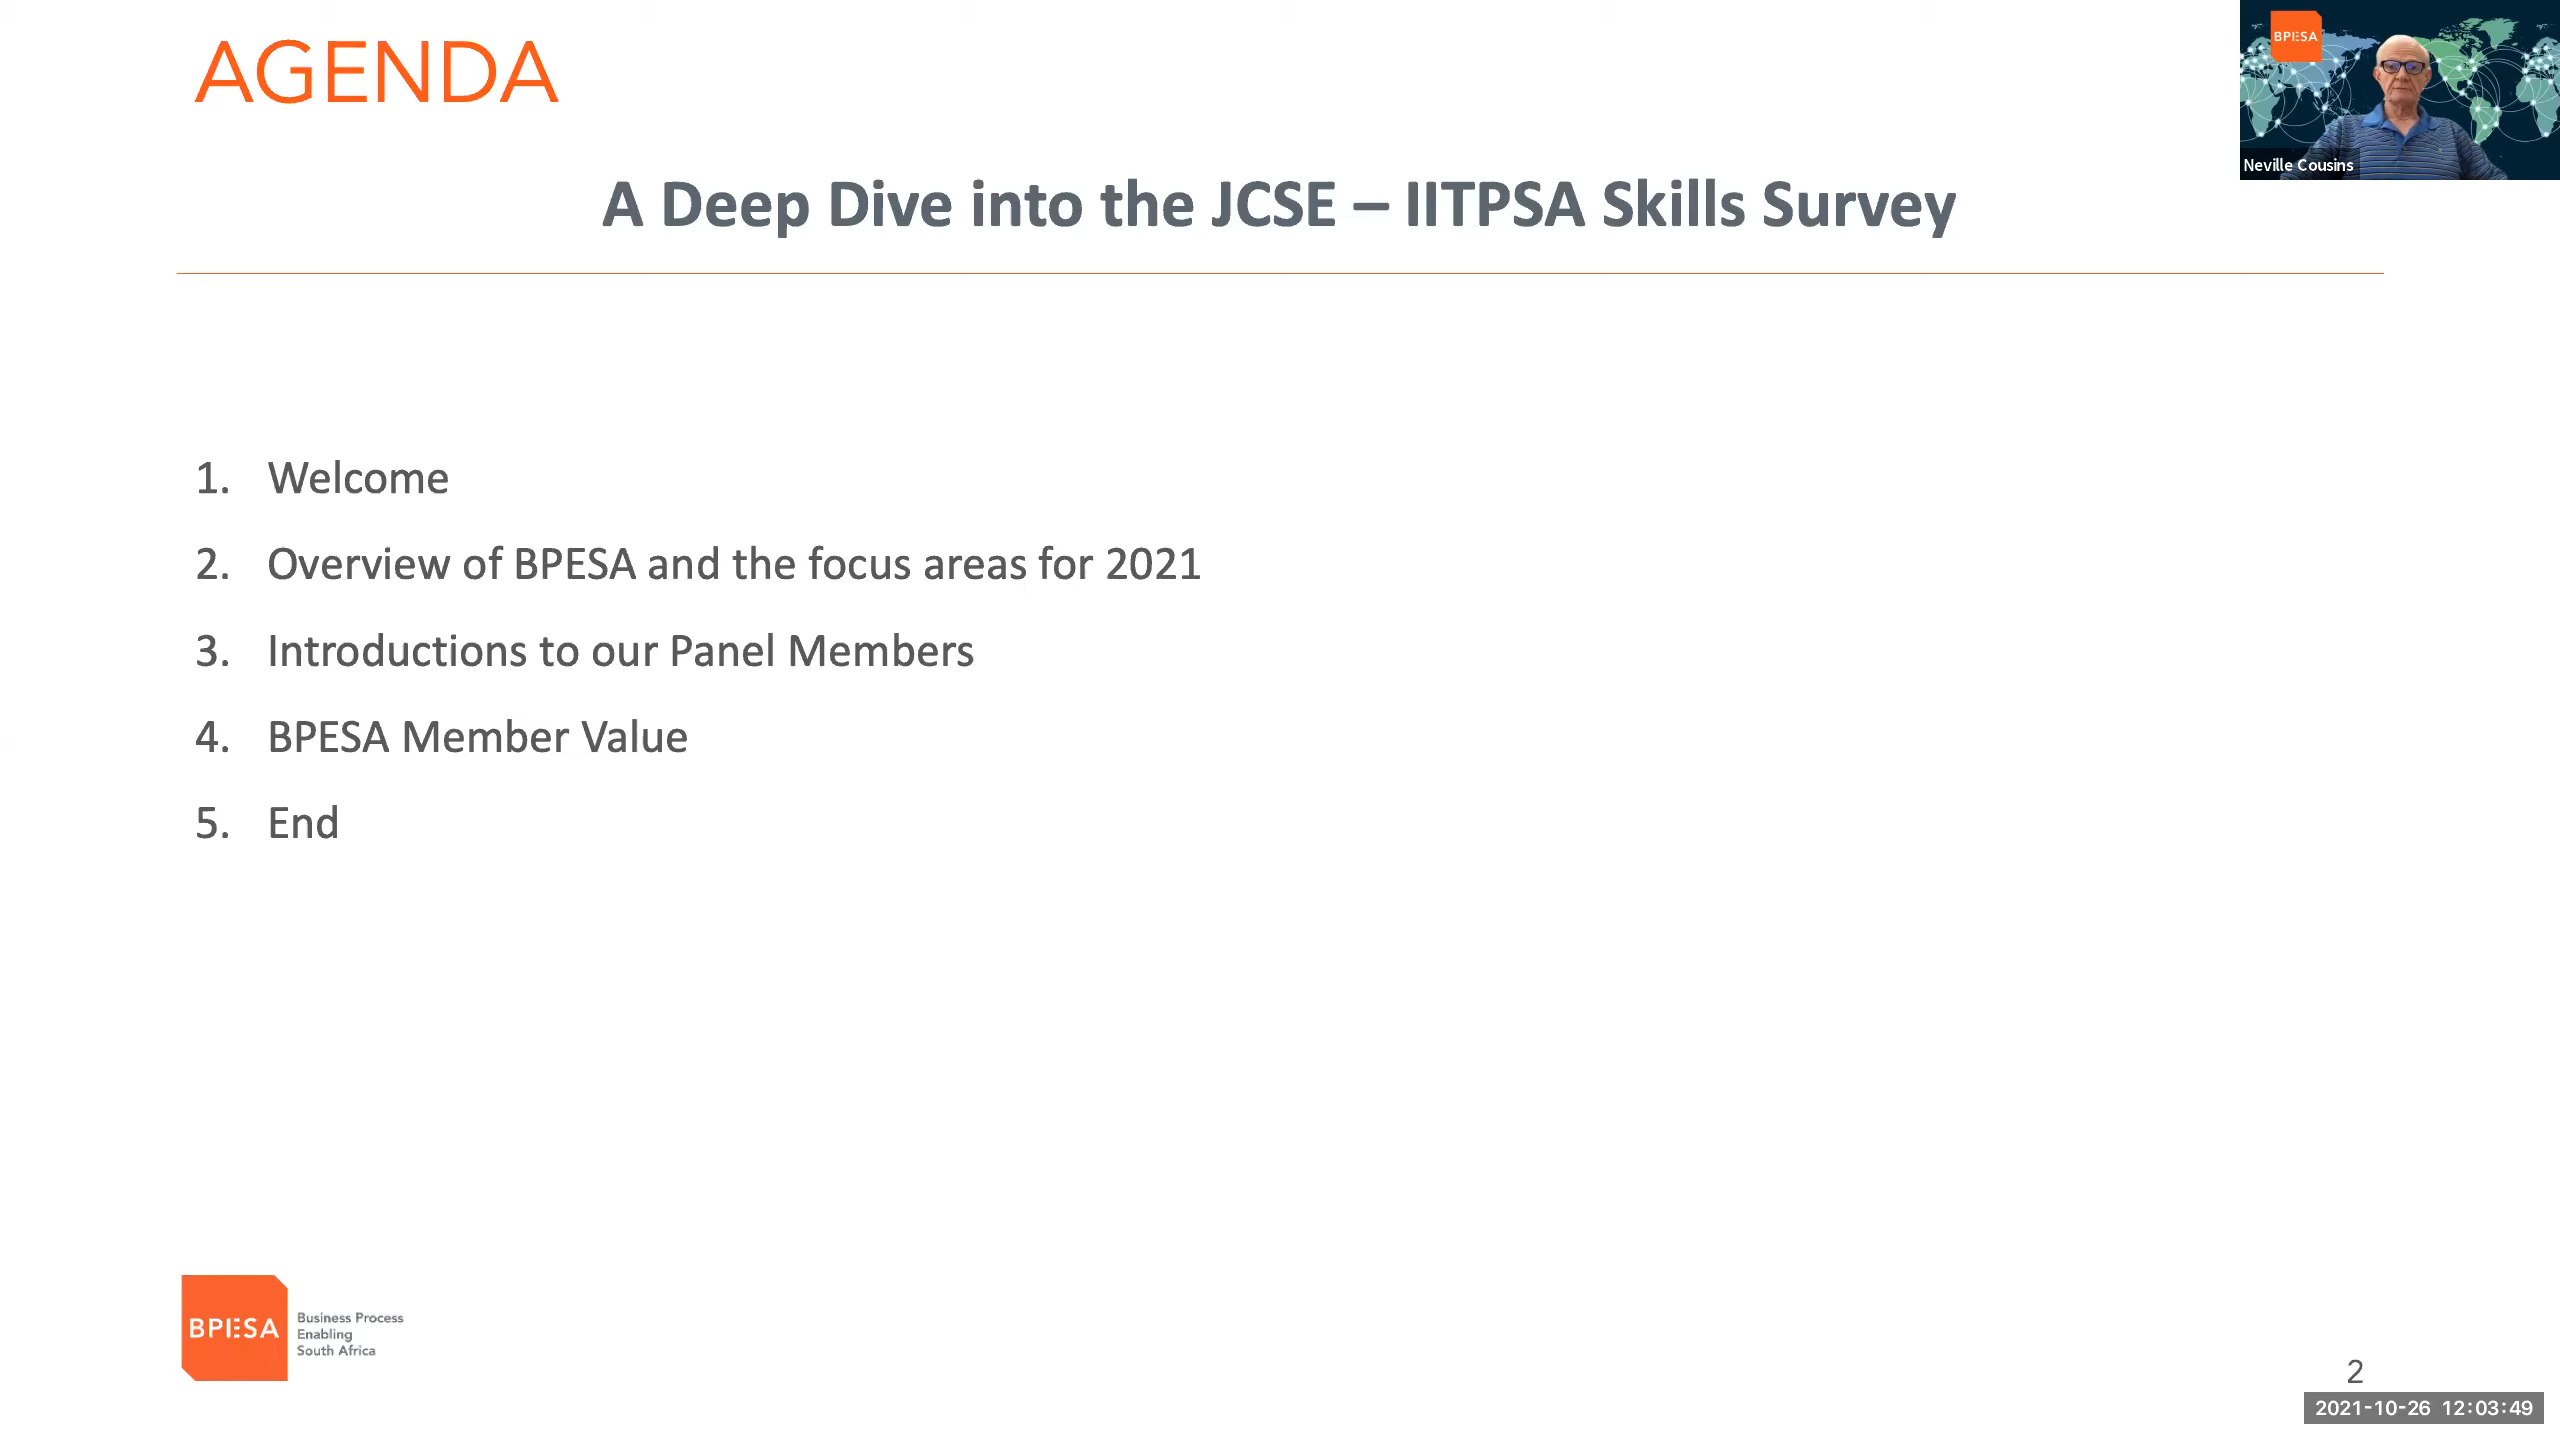 AGENDA
BPESA
Neville Cousins
A Deep Dive into the JCSE – IITPSA Skills Survey
1. Welcome
2. Overview of BPESA and the focus areas for 2021
3. Introductions to our Panel Members
4. BPESA Member Value
5. End
BPESA
Business Process
Enabling
South Africa
2
2021-10-26 12:03:49